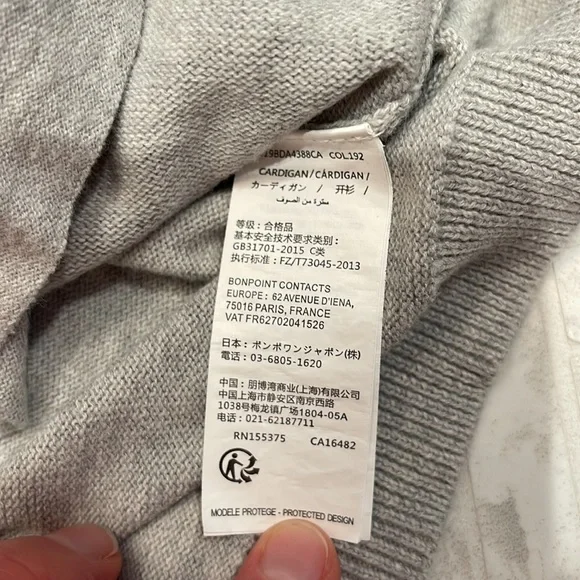 19BDA4388CA COL.192
CARDIGAN/CÁRDIGAN/
カーディガン / 开衫 /
سترة من الصوف
等级：合格品
基本安全技术要求类别：
GB31701-2015 C类
执行标准：FZ/T73045-2013
BONPOINT CONTACTS
EUROPE : 62 AVENUE D'IENA,
75016 PARIS, FRANCE
VAT FR62702041526
日本：ボンポワンジャポン(株)
電話：03-6805-1620
中国：朋博湾商业(上海)有限公司
中国上海市静安区南京西路
1038号梅龙镇广场1804-05A
电话：021-62187711
RN155375 CA16482
MODELE PROTEGE - PROTECTED DESIGN